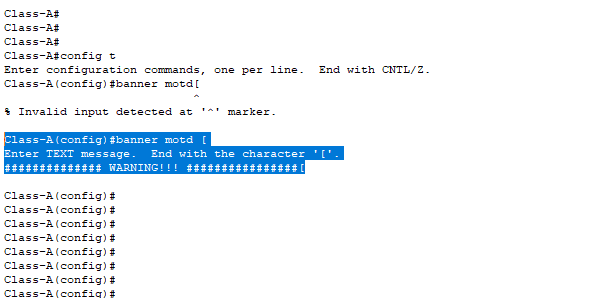 Class-A#
Class-A#
Class-A#
Class-A#config t
Enter configuration commands, one per line.  End with CNTL/Z.
Class-A(config)#banner motd[
                           ^
% Invalid input detected at '^' marker.
Class-A(config)#banner motd [
Enter TEXT message.  End with the character '['.
############## WARNING!!! ################[
Class-A(config)#
Class-A(config)#
Class-A(config)#
Class-A(config)#
Class-A(config)#
Class-A(config)#
Class-A(config)#
Class-A(config)#